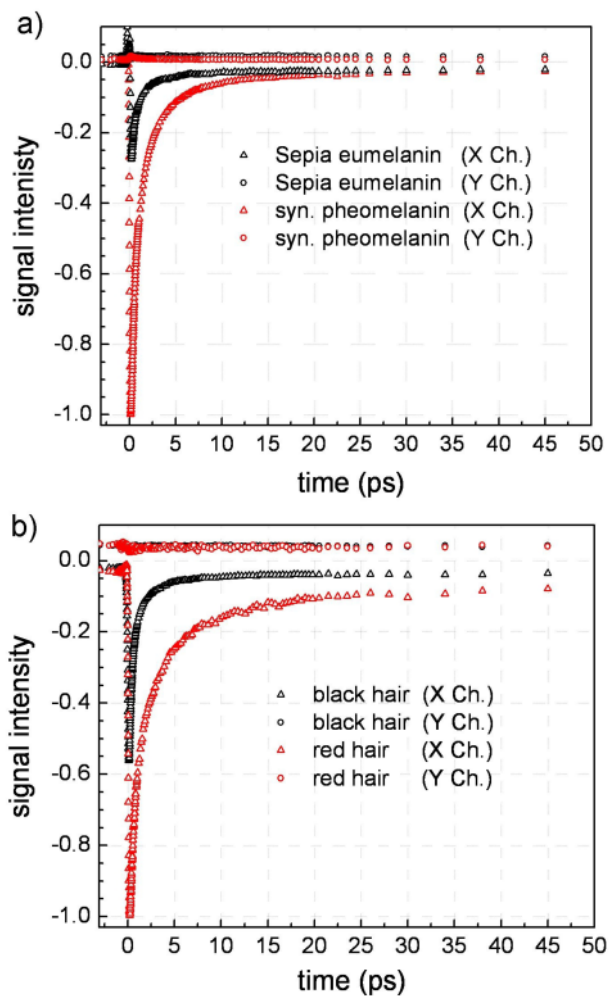 a)
0.0
-0.2
-0.4
-0.6
-0.8
-1.0
signal intenisty
Sepia eumelanin (X Ch.)
Sepia eumelanin (Y Ch.)
syn. pheomelanin (X Ch.)
syn. pheomelanin (Y Ch.)
0 5 10 15 20 25 30 35 40 45 50
time (ps)
b)
0.0
-0.2
-0.4
-0.6
-0.8
-1.0
signal intensity
black hair (X Ch.)
black hair (Y Ch.)
red hair (X Ch.)
red hair (Y Ch.)
0 5 10 15 20 25 30 35 40 45 50
time (ps)